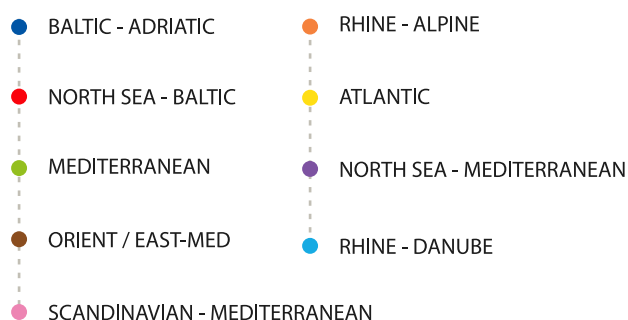 BALTIC - ADRIATIC
NORTH SEA - BALTIC
MEDITERRANEAN
ORIENT / EAST-MED
SCANDINAVIAN - MEDITERRANEAN
RHINE - ALPINE
ATLANTIC
NORTH SEA - MEDITERRANEAN
RHINE - DANUBE